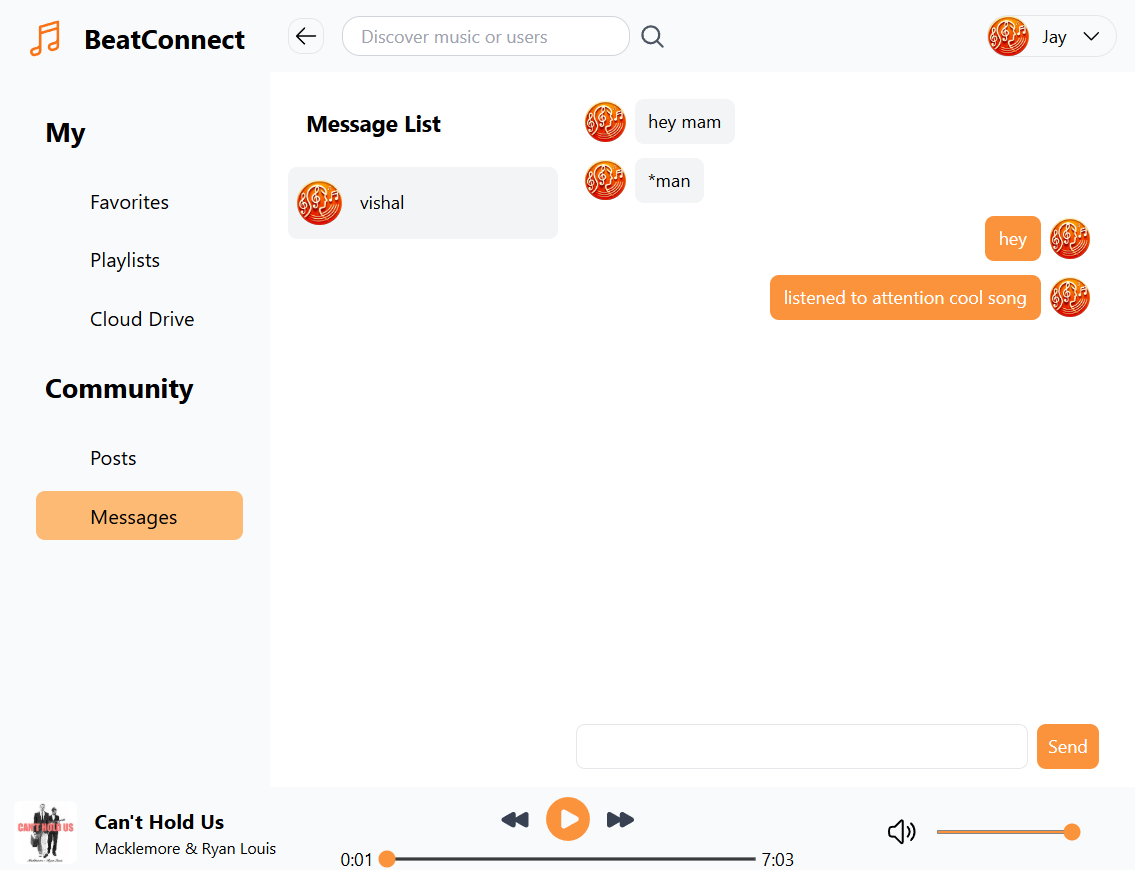 BeatConnect
Discover music or users
Jay
My
Favorites
Playlists
Cloud Drive
Community
Posts
Messages
Message List
vishal
hey mam
*man
hey
listened to attention cool song
Send
CAN'T HOLD US
Can't Hold Us
Macklemore & Ryan Louis
0:01
7:03